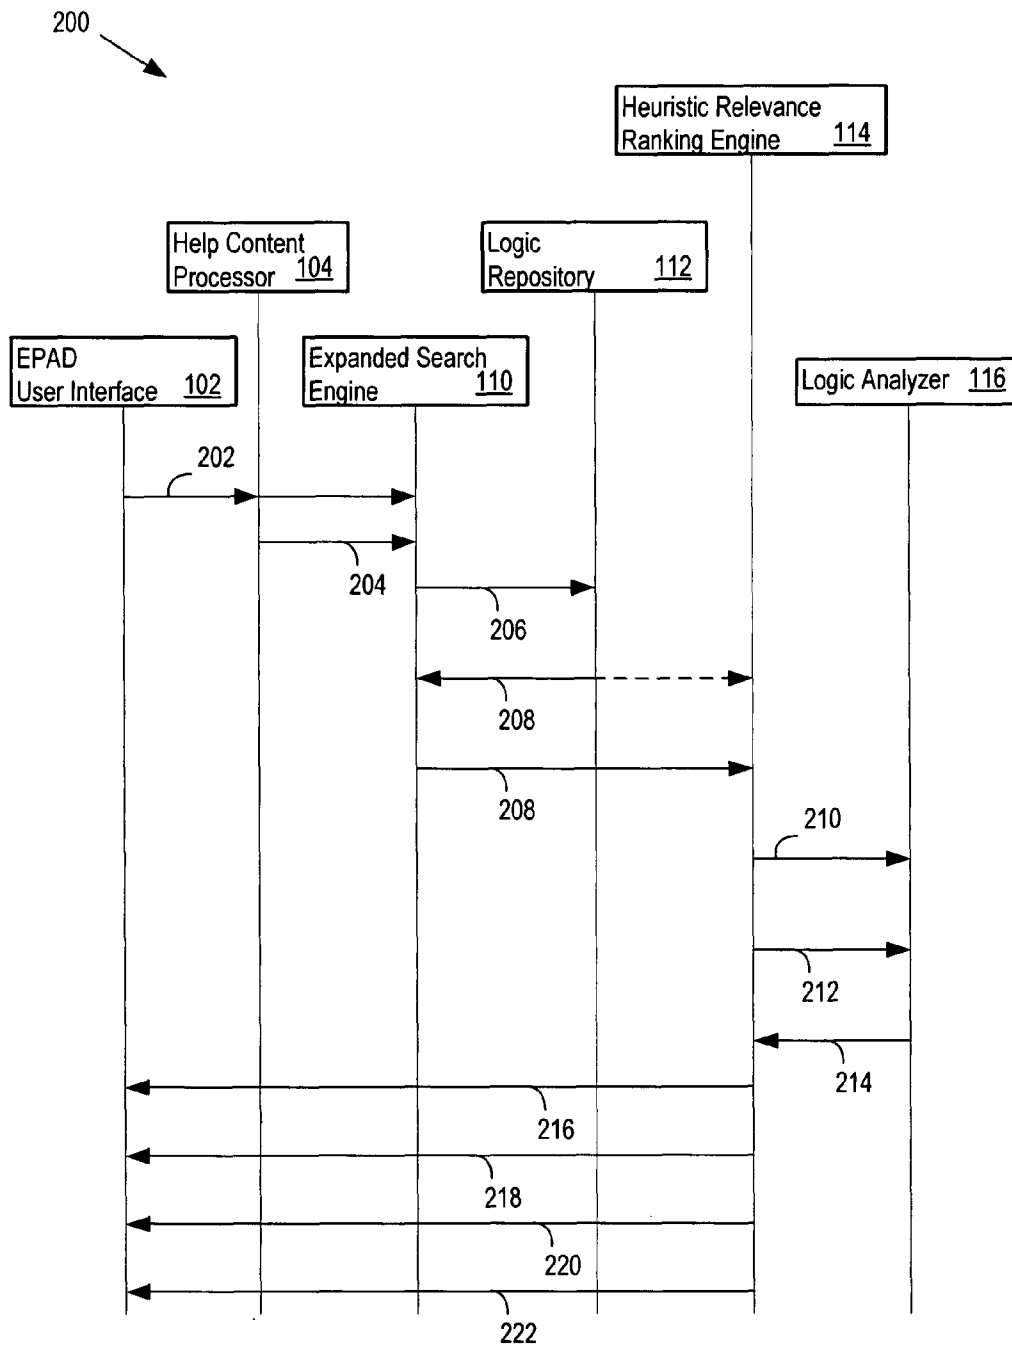 200
Heuristic Relevance
Ranking Engine 114
Help Content
Processor 104
Logic
Repository 112
EPAD
User Interface 102
Expanded Search
Engine 110
Logic Analyzer 116
202
204
206
208
208
210
212
214
216
218
220
222